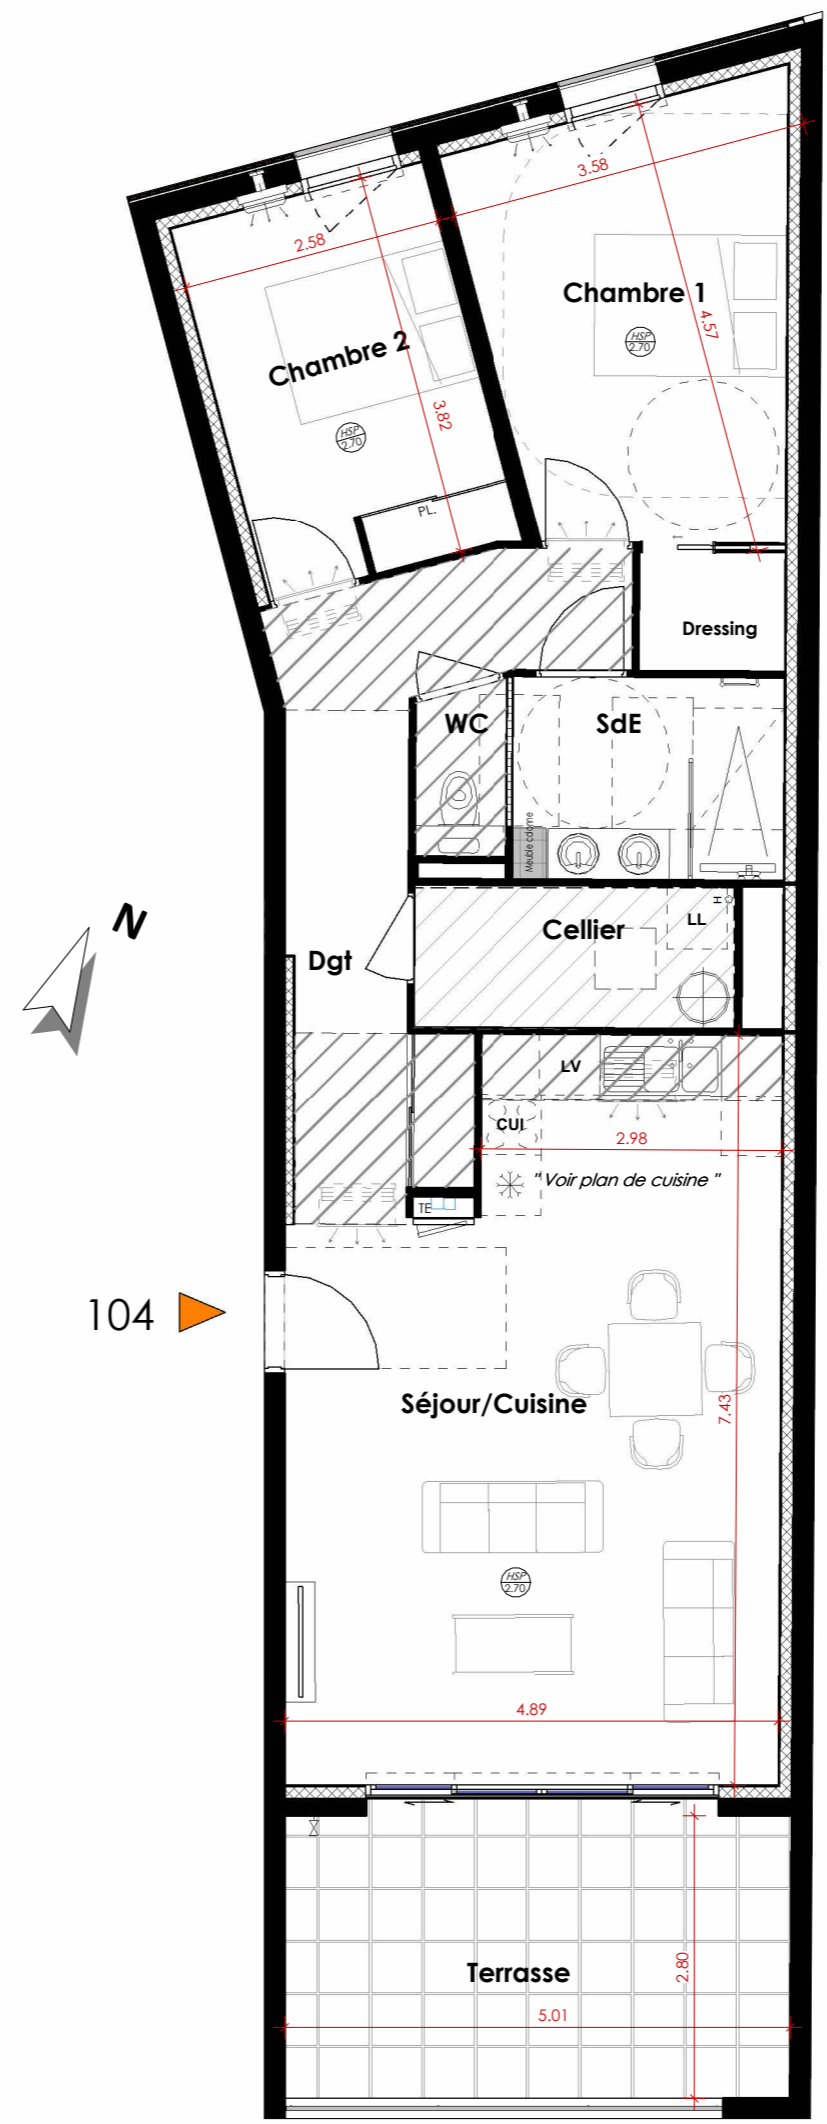 3.58
2.58
Chambre 1
4.57
HSP
2.70
Chambre 2
3.82
HSP
2.70
PL.
Dressing
WC
SdE
Meuble colonne
N
Cellier
H
LL
Dgt
LV
CUI
2.98
"Voir plan de cuisine "
TE
104
Séjour/Cuisine
7.43
HSP
2.70
4.89
Terrasse
2.80
5.01